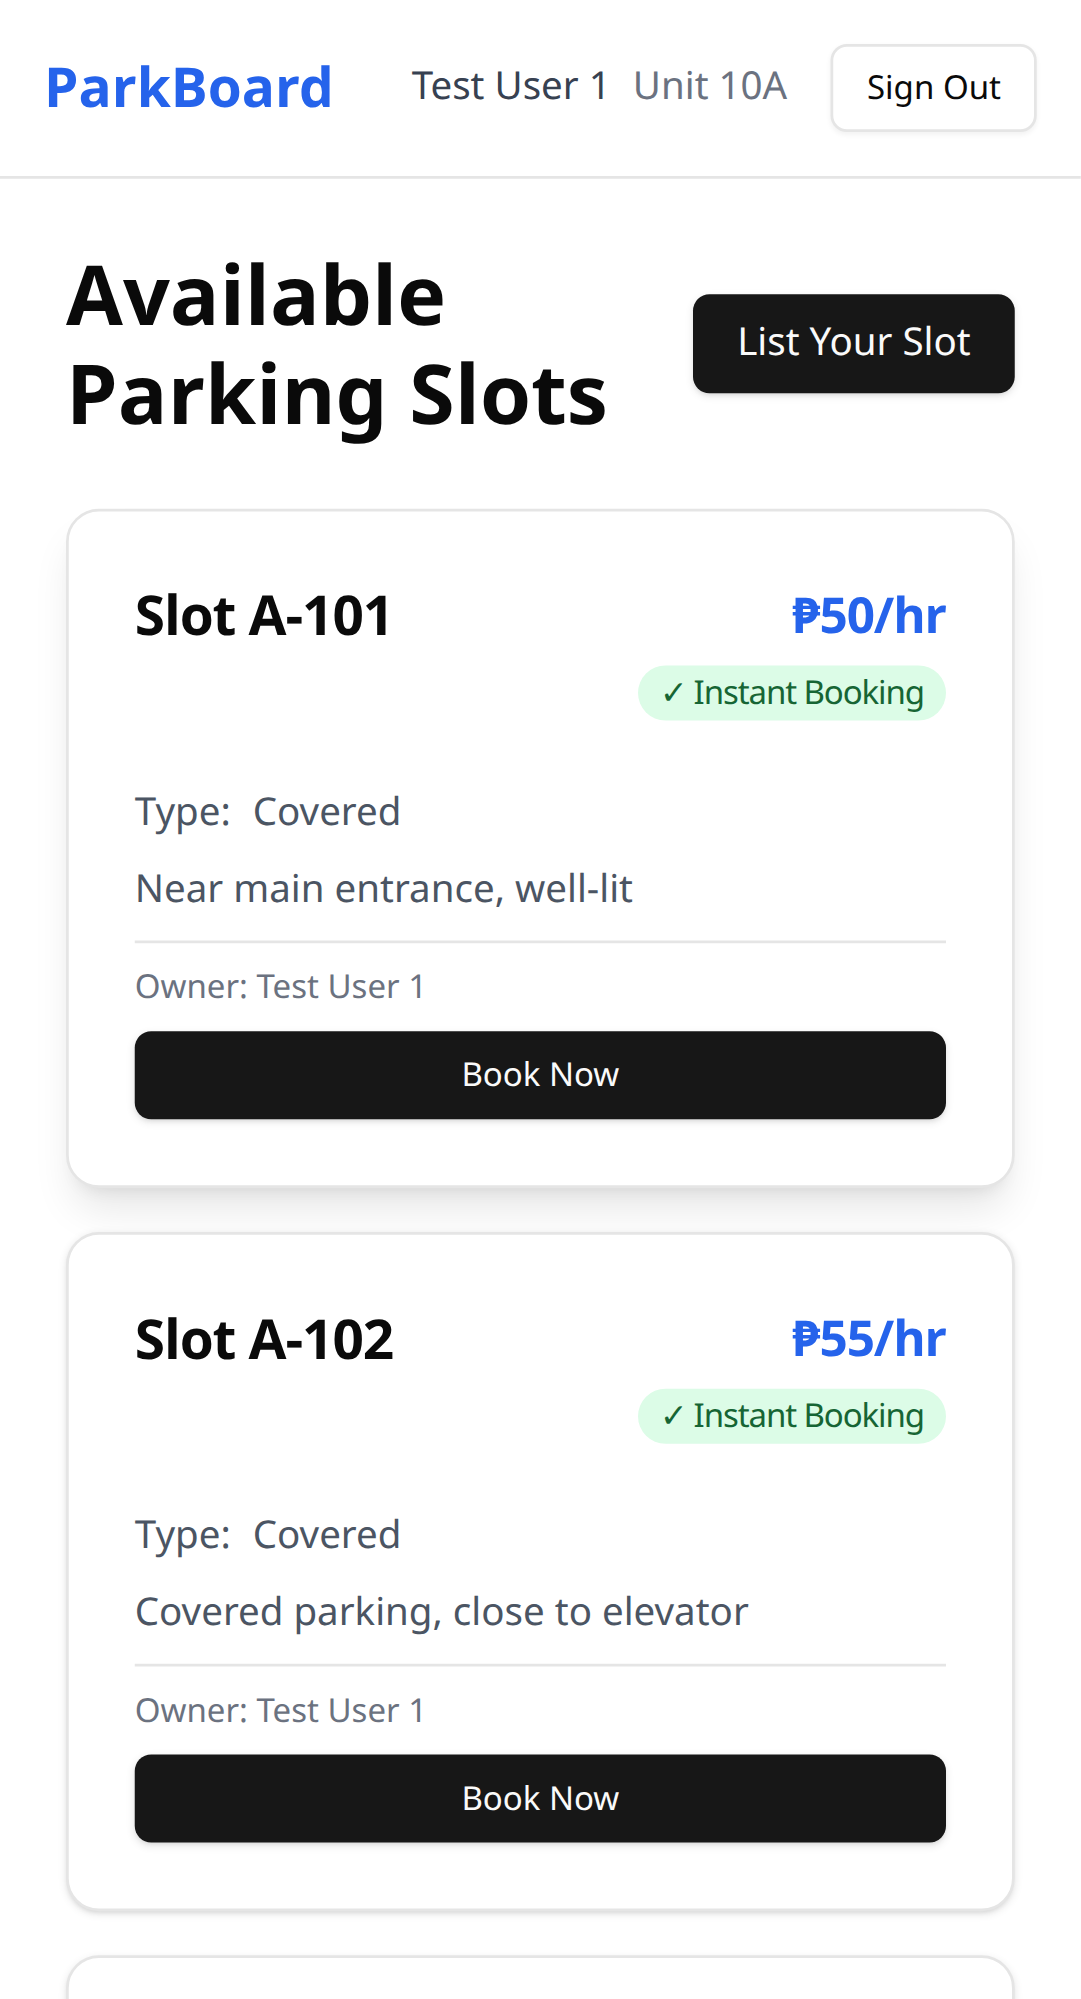 ParkBoard Test User 1 Unit 10A Sign Out
Available
Parking Slots
List Your Slot
Slot A-101 ₱50/hr
✓ Instant Booking
Type: Covered
Near main entrance, well-lit
Owner: Test User 1
Book Now
Slot A-102 ₱55/hr
✓ Instant Booking
Type: Covered
Covered parking, close to elevator
Owner: Test User 1
Book Now